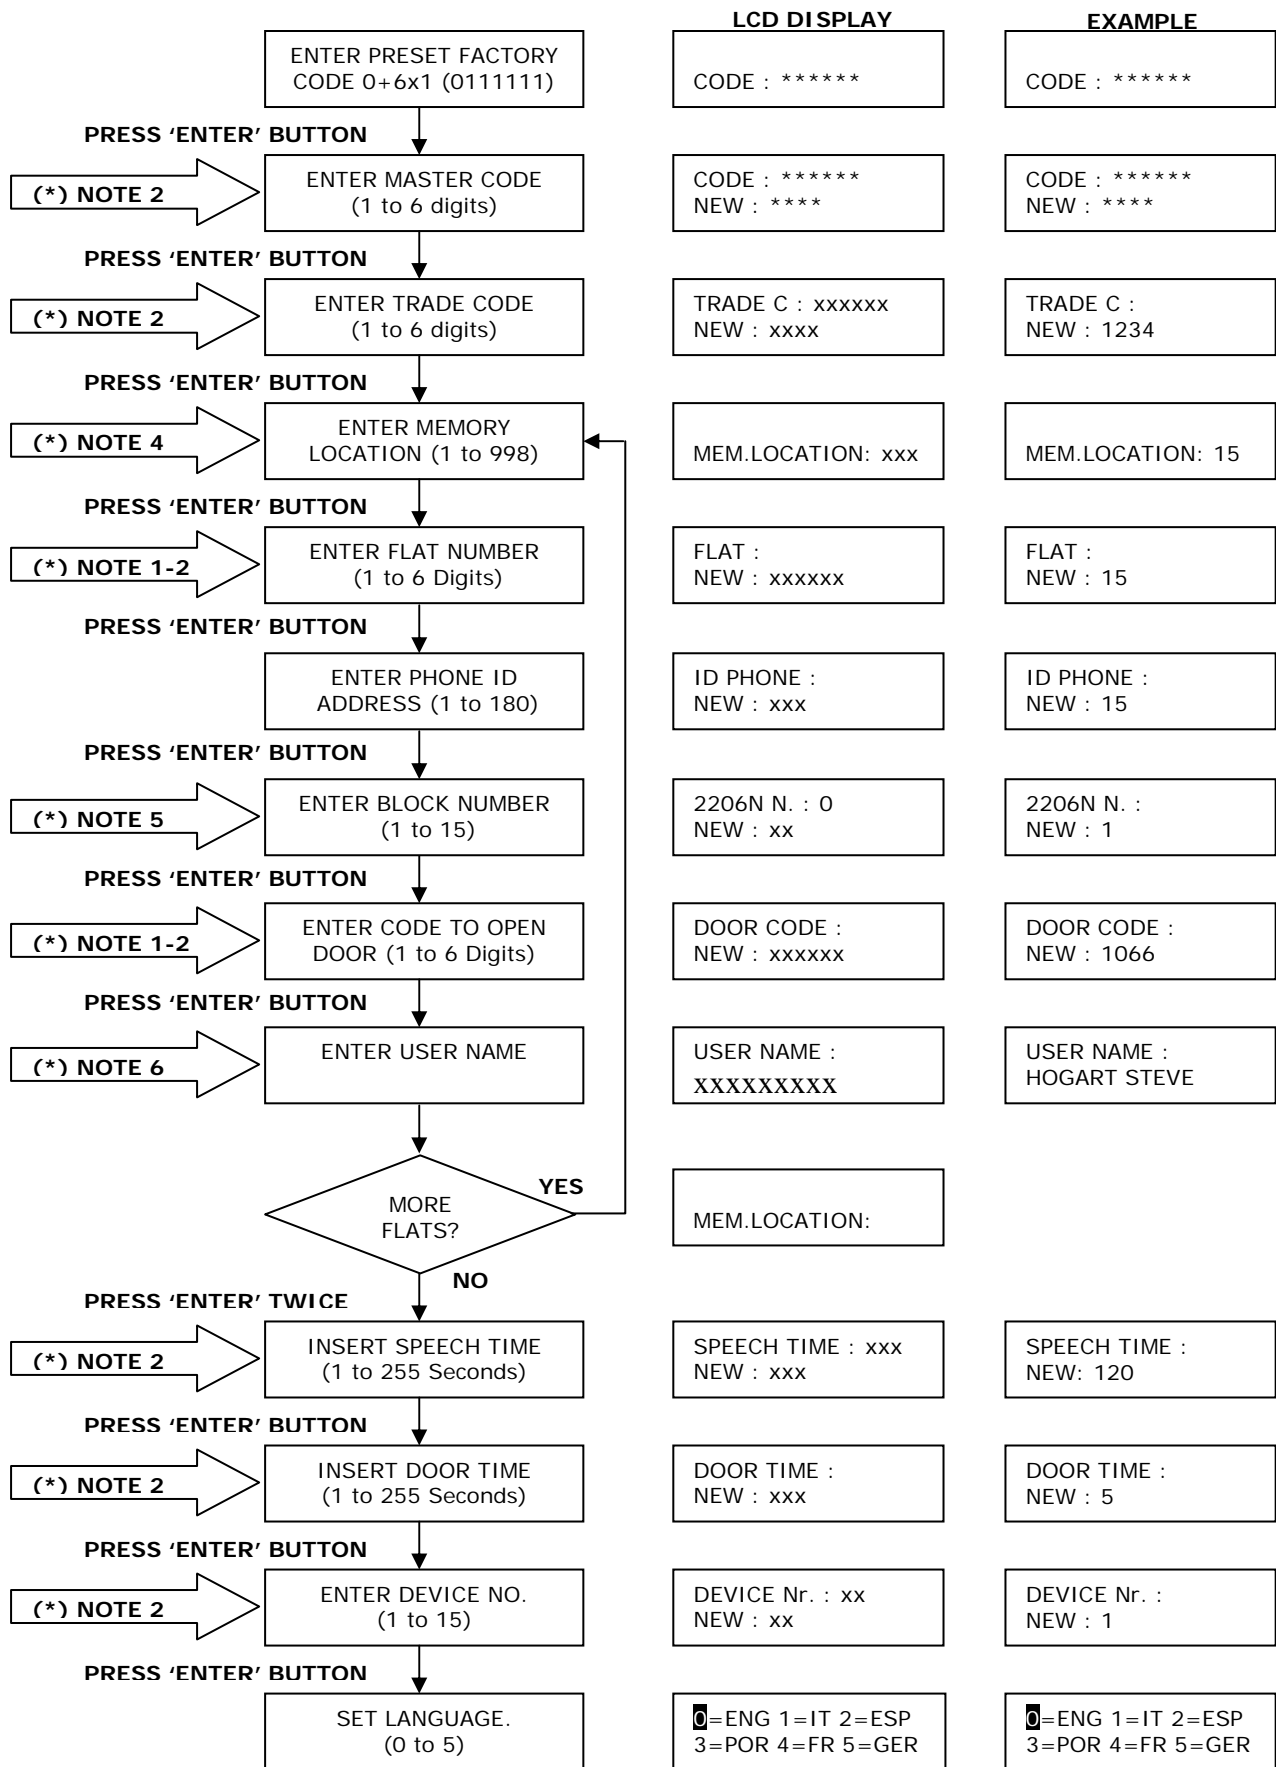 LCD DISPLAY
EXAMPLE
ENTER PRESET FACTORY
CODE 0+6x1 (0111111)
CODE : ******
CODE : ******
PRESS ‘ENTER’ BUTTON
(*) NOTE 2
ENTER MASTER CODE
(1 to 6 digits)
CODE : ******
NEW : ****
CODE : ******
NEW : ****
PRESS ‘ENTER’ BUTTON
(*) NOTE 2
ENTER TRADE CODE
(1 to 6 digits)
TRADE C : xxxxxx
NEW : xxxx
TRADE C :
NEW : 1234
PRESS ‘ENTER’ BUTTON
(*) NOTE 4
ENTER MEMORY
LOCATION (1 to 998)
MEM.LOCATION: xxx
MEM.LOCATION: 15
PRESS ‘ENTER’ BUTTON
(*) NOTE 1-2
ENTER FLAT NUMBER
(1 to 6 Digits)
FLAT :
NEW : xxxxxx
FLAT :
NEW : 15
PRESS ‘ENTER’ BUTTON
ENTER PHONE ID
ADDRESS (1 to 180)
ID PHONE :
NEW : xxx
ID PHONE :
NEW : 15
PRESS ‘ENTER’ BUTTON
(*) NOTE 5
ENTER BLOCK NUMBER
(1 to 15)
2206N N. : 0
NEW : xx
2206N N. :
NEW : 1
PRESS ‘ENTER’ BUTTON
(*) NOTE 1-2
ENTER CODE TO OPEN
DOOR (1 to 6 Digits)
DOOR CODE :
NEW : xxxxxx
DOOR CODE :
NEW : 1066
PRESS ‘ENTER’ BUTTON
(*) NOTE 6
ENTER USER NAME
USER NAME :
XXXXXXXXX
USER NAME :
HOGART STEVE
MORE
FLATS?
YES
MEM.LOCATION:
NO
PRESS ‘ENTER’ TWICE
(*) NOTE 2
INSERT SPEECH TIME
(1 to 255 Seconds)
SPEECH TIME : xxx
NEW : xxx
SPEECH TIME :
NEW: 120
PRESS ‘ENTER’ BUTTON
(*) NOTE 2
INSERT DOOR TIME
(1 to 255 Seconds)
DOOR TIME :
NEW : xxx
DOOR TIME :
NEW : 5
PRESS ‘ENTER’ BUTTON
(*) NOTE 2
ENTER DEVICE NO.
(1 to 15)
DEVICE Nr. : xx
NEW : xx
DEVICE Nr. :
NEW : 1
PRESS ‘ENTER’ BUTTON
SET LANGUAGE.
(0 to 5)
0=ENG 1=IT 2=ESP
3=POR 4=FR 5=GER
0=ENG 1=IT 2=ESP
3=POR 4=FR 5=GER